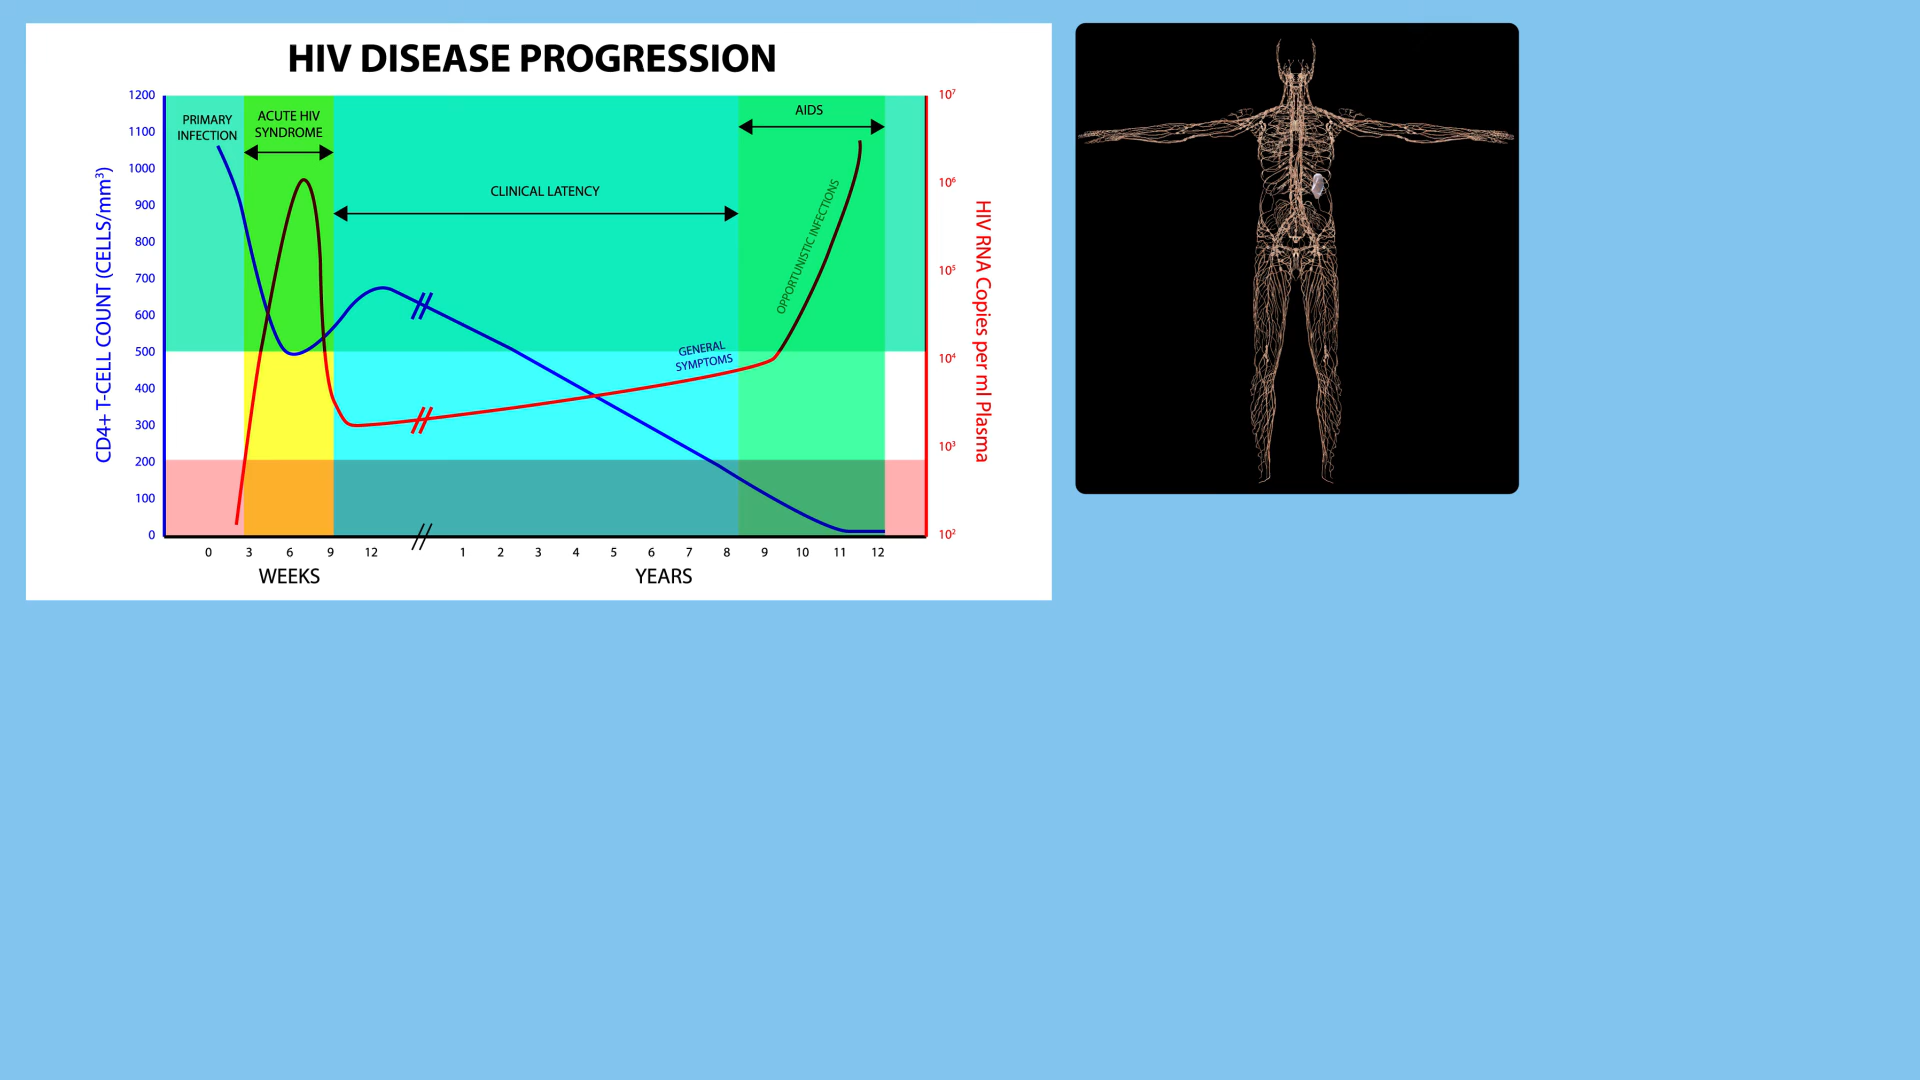 HIV DISEASE PROGRESSION
CD4+ T-CELL COUNT (CELLS/mm³)
1200
1100
1000
900
800
700
600
500
400
300
200
100
0
PRIMARY
INFECTION
ACUTE HIV
SYNDROME
CLINICAL LATENCY
AIDS
OPPORTUNISTIC INFECTIONS
GENERAL
SYMPTOMS
10⁷
10⁶
10⁵
10⁴
10³
10²
HIV RNA Copies per ml Plasma
0 3 6 9 12 1 2 3 4 5 6 7 8 9 10 11 12
WEEKS YEARS